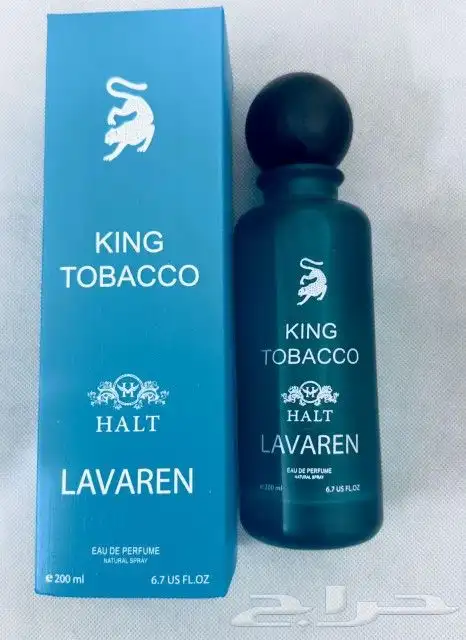 KING
TOBACCO
HALT
LAVAREN
EAU DE PERFUME
NATURAL SPRAY
e 200 ml 6.7 US FL.OZ
KING
TOBACCO
HALT
LAVAREN
EAU DE PERFUME
NATURAL SPRAY
e 200 ml 6.7 US FL.OZ
حراج